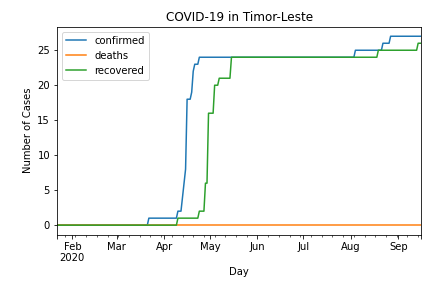 COVID-19 in Timor-Leste
confirmed
deaths
recovered
Number of Cases
25
20
15
10
5
0
Feb Mar Apr May Jun Jul Aug Sep
2020
Day